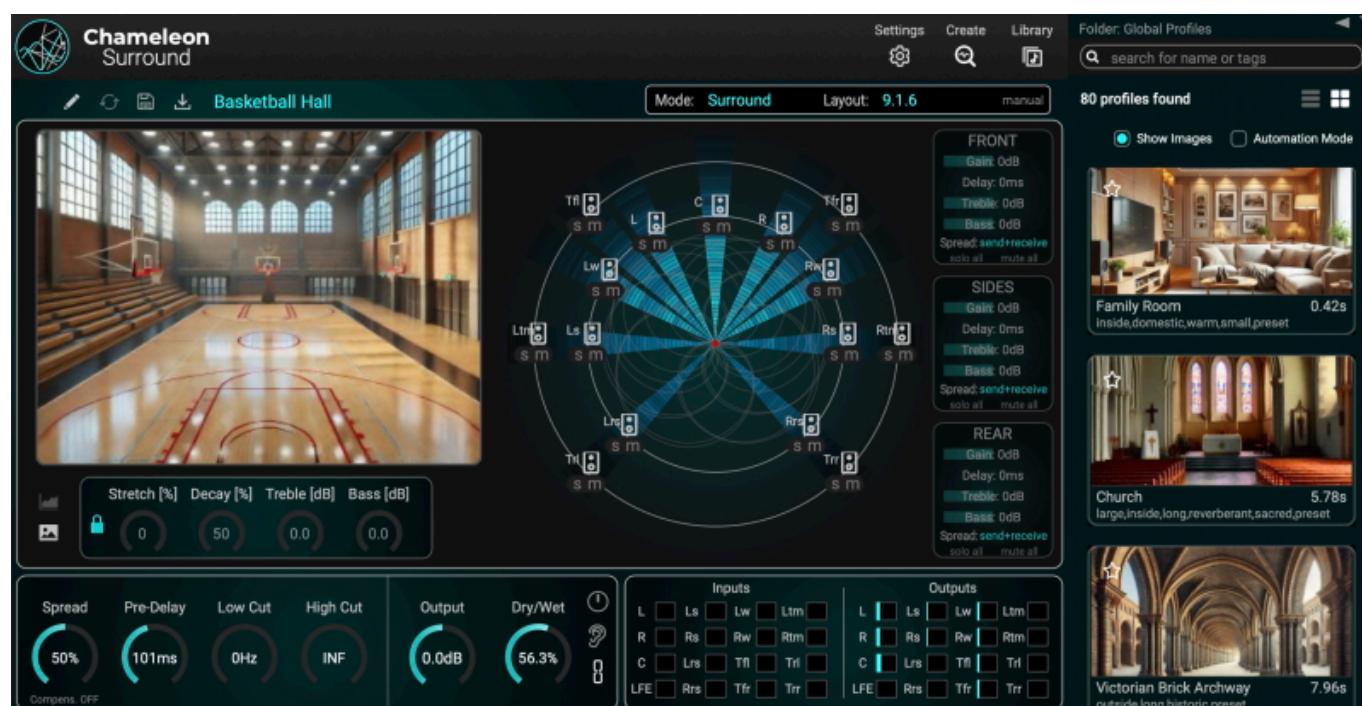 Chameleon
Surround
Settings Create Library
Basketball Hall
Mode: Surround Layout: 9.1.6 manual
Tfl C Tfr
L R
s m s m s m
s m s m
Lw Rw
s m s m
Ltm Ls Rs Rtm
s m s m s m s m
Lrs Rrs
s m s m
Trl Trr
s m s m
FRONT
Gain: 0dB
Delay: 0ms
Treble: 0dB
Bass: 0dB
Spread: send+receive
solo all mute all
SIDES
Gain: 0dB
Delay: 0ms
Treble: 0dB
Bass: 0dB
Spread: send+receive
solo all mute all
REAR
Gain: 0dB
Delay: 0ms
Treble: 0dB
Bass: 0dB
Spread: send+receive
solo all mute all
Stretch [%] Decay [%] Treble [dB] Bass [dB]
0 50 0.0 0.0
Spread Pre-Delay Low Cut High Cut Output Dry/Wet
50% 101ms 0Hz INF 0.0dB 56.3%
Compens. OFF
Inputs Outputs
L Ls Lw Ltm L Ls Lw Ltm
R Rs Rw Rtm R Rs Rw Rtm
C Lrs Tfl Trl C Lrs Tfl Trl
LFE Rrs Tfr Trr LFE Rrs Tfr Trr
Folder: Global Profiles
search for name or tags
80 profiles found
Show Images Automation Mode
Family Room 0.42s
inside,domestic,warm,small,preset
Church 5.78s
large,inside,long,reverberant,sacred,preset
Victorian Brick Archway 7.96s
outside,long,historic,preset